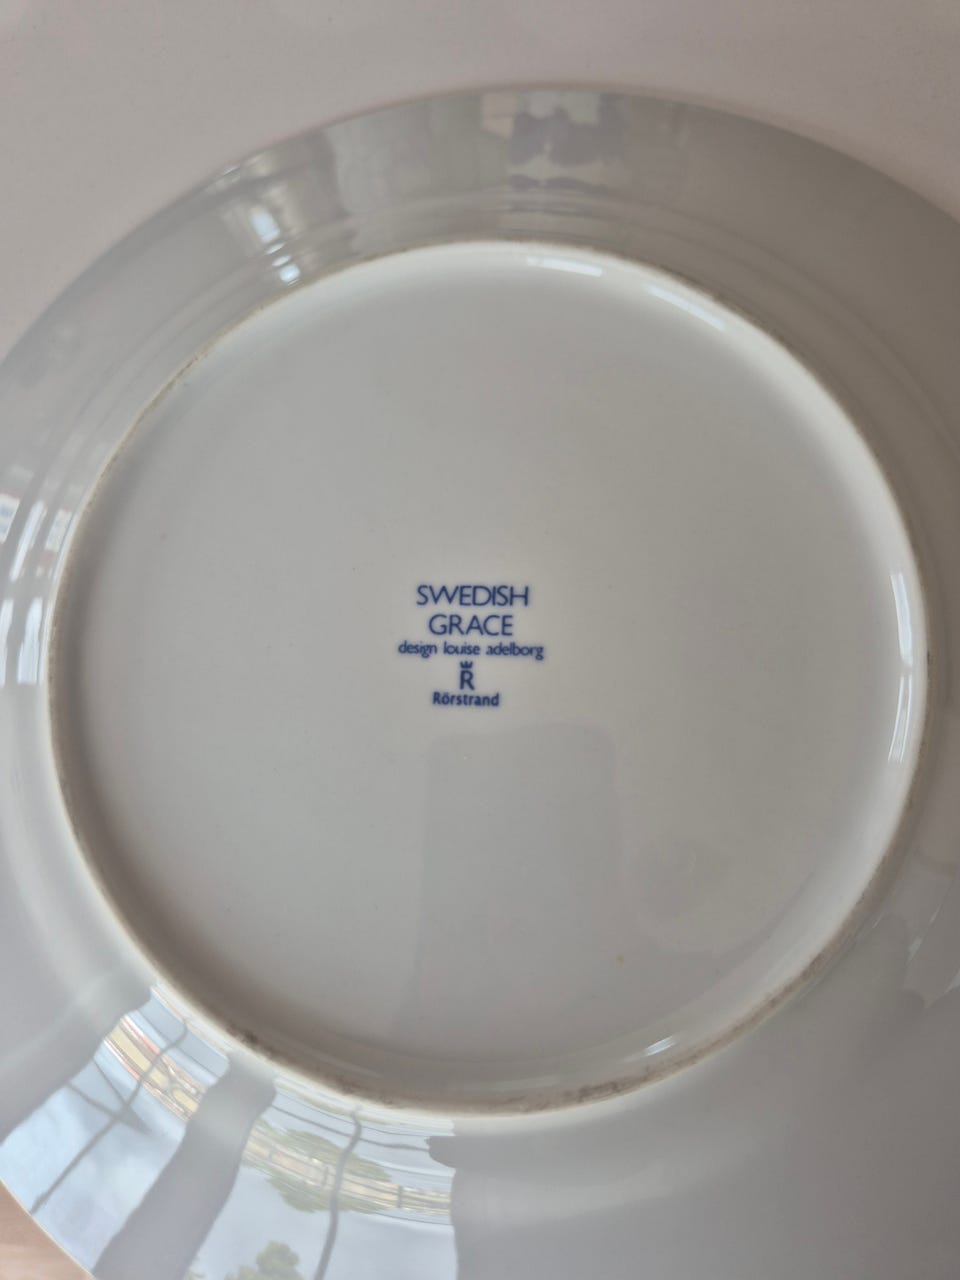 SWEDISH
GRACE
design louise adelborg
R
Rörstrand